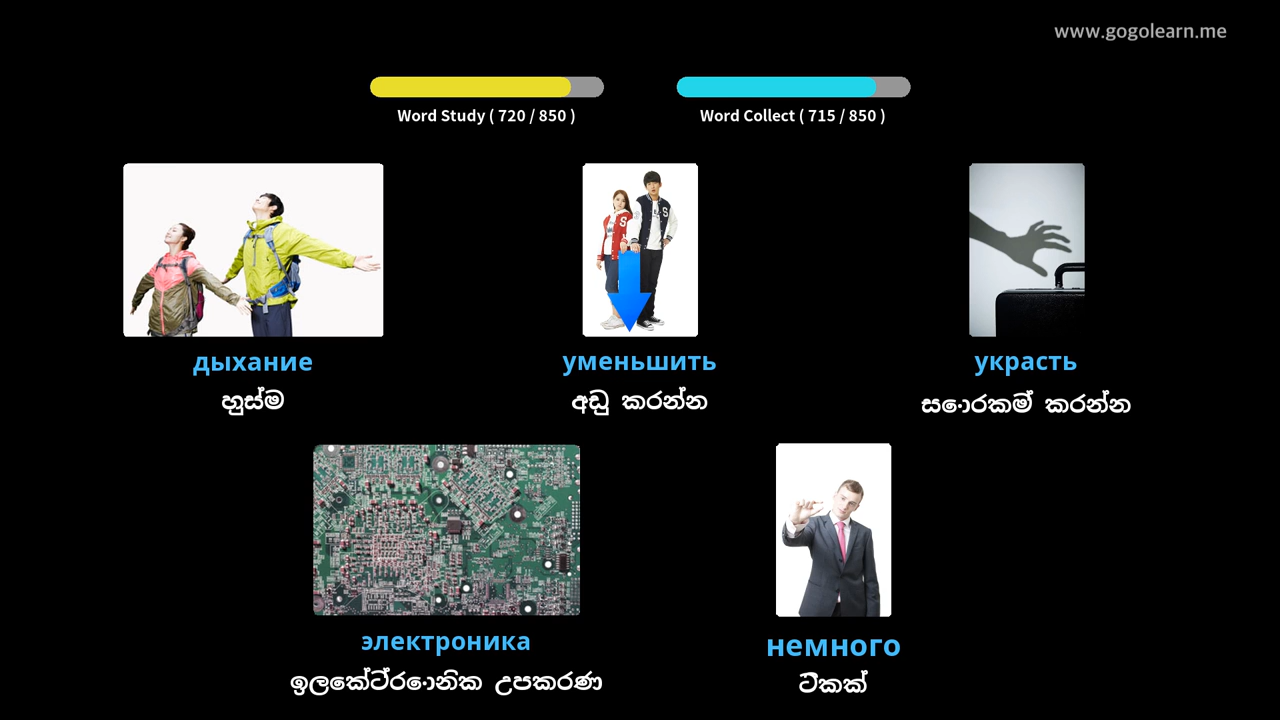 www.gogolearn.me
Word Study ( 720 / 850 )
Word Collect ( 715 / 850 )
дыхание
හුස්ම
уменьшить
අඩු කරන්න
украсть
සොරකම් කරන්න
электроника
ඉලෙක්ට්රොනික උපකරණ
немного
ටිකක්